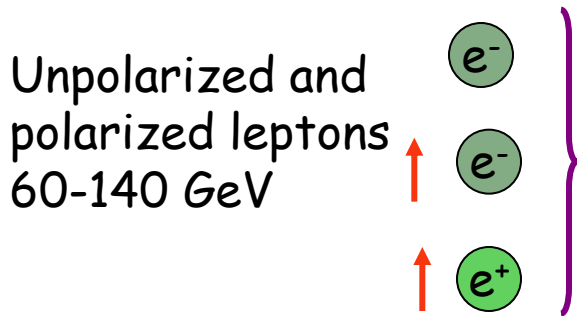 e⁻
Unpolarized and
polarized leptons
e⁻
60-140 GeV
e⁺